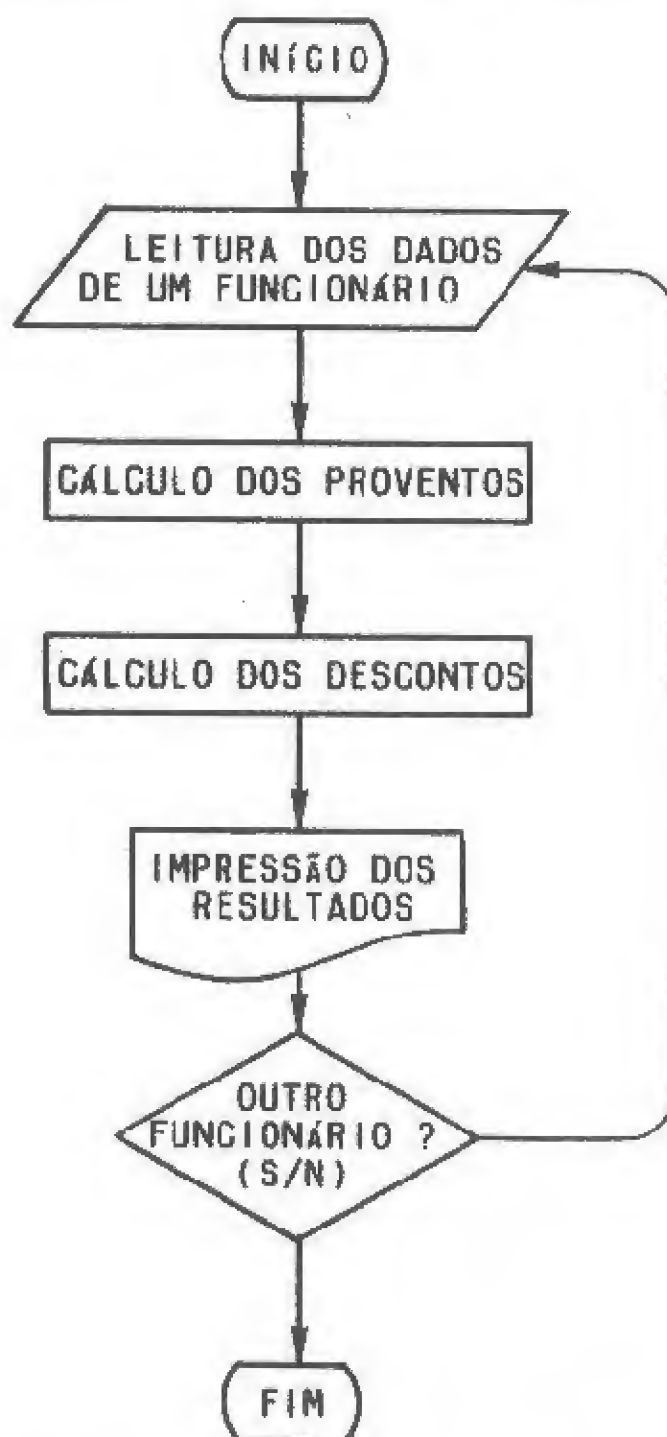 INÍCIO
LEITURA DOS DADOS
DE UM FUNCIONÁRIO
CÁLCULO DOS PROVENTOS
CÁLCULO DOS DESCONTOS
IMPRESSÃO DOS
RESULTADOS
OUTRO
FUNCIONÁRIO ?
(S/N)
FIM